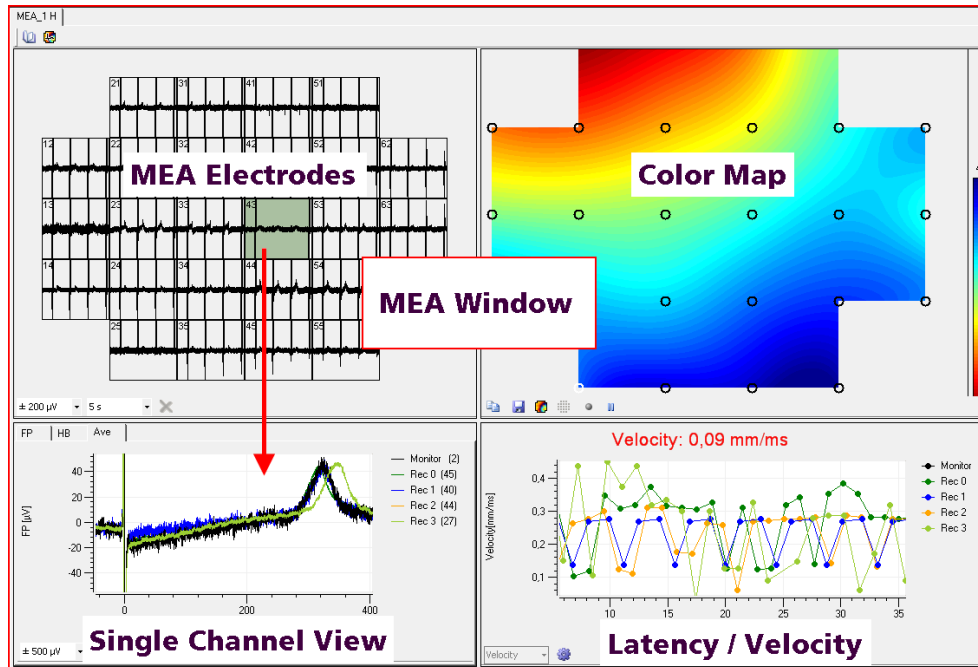 MEA_1 H
21 31 41 51
12 22 32 42 52 62
MEA Electrodes
13 23 33 43 53 63
14 24 34 44 54
25 35 45 55
± 200 µV 5 s
Color Map
4
MEA Window
FP HB Ave
FP [µV]
40
20
0
-20
-40
0 200 400
Monitor (2)
Rec 0 (45)
Rec 1 (40)
Rec 2 (44)
Rec 3 (27)
± 500 µV
Single Channel View
Velocity: 0,09 mm/ms
Velocity[mm/ms]
0,4
0,3
0,2
0,1
10 15 20 25 30 35
Monitor
Rec 0
Rec 1
Rec 2
Rec 3
Velocity
Latency / Velocity